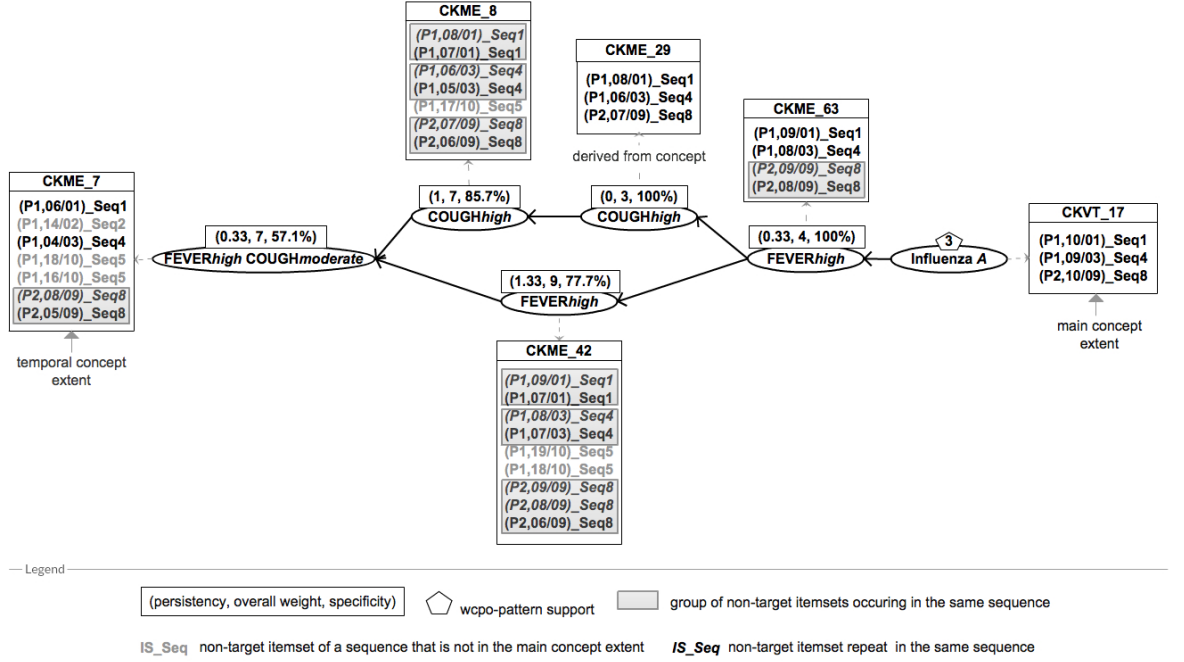 CKME_8
(P1,08/01)_Seq1
(P1,07/01)_Seq1
(P1,06/03)_Seq4
(P1,05/03)_Seq4
(P1,17/10)_Seq5
(P2,07/09)_Seq8
(P2,06/09)_Seq8
CKME_29
(P1,08/01)_Seq1
(P1,06/03)_Seq4
(P2,07/09)_Seq8
derived from concept
CKME_63
(P1,09/01)_Seq1
(P1,08/03)_Seq4
(P2,09/09)_Seq8
(P2,08/09)_Seq8
CKME_7
(P1,06/01)_Seq1
(P1,14/02)_Seq2
(P1,04/03)_Seq4
(P1,18/10)_Seq5
(P1,16/10)_Seq5
(P2,08/09)_Seq8
(P2,05/09)_Seq8
temporal concept
extent
(0.33, 7, 57.1%)
FEVERhigh COUGHmoderate
(1, 7, 85.7%)
COUGHhigh
(0, 3, 100%)
COUGHhigh
(0.33, 4, 100%)
FEVERhigh
3
Influenza A
CKVT_17
(P1,10/01)_Seq1
(P1,09/03)_Seq4
(P2,10/09)_Seq8
main concept
extent
(1.33, 9, 77.7%)
FEVERhigh
CKME_42
(P1,09/01)_Seq1
(P1,07/01)_Seq1
(P1,08/03)_Seq4
(P1,07/03)_Seq4
(P1,19/10)_Seq5
(P1,18/10)_Seq5
(P2,09/09)_Seq8
(P2,08/09)_Seq8
(P2,06/09)_Seq8
Legend
(persistency, overall weight, specificity)
wcpo-pattern support
group of non-target itemsets occuring in the same sequence
IS_Seq non-target itemset of a sequence that is not in the main concept extent
IS_Seq non-target itemset repeat in the same sequence